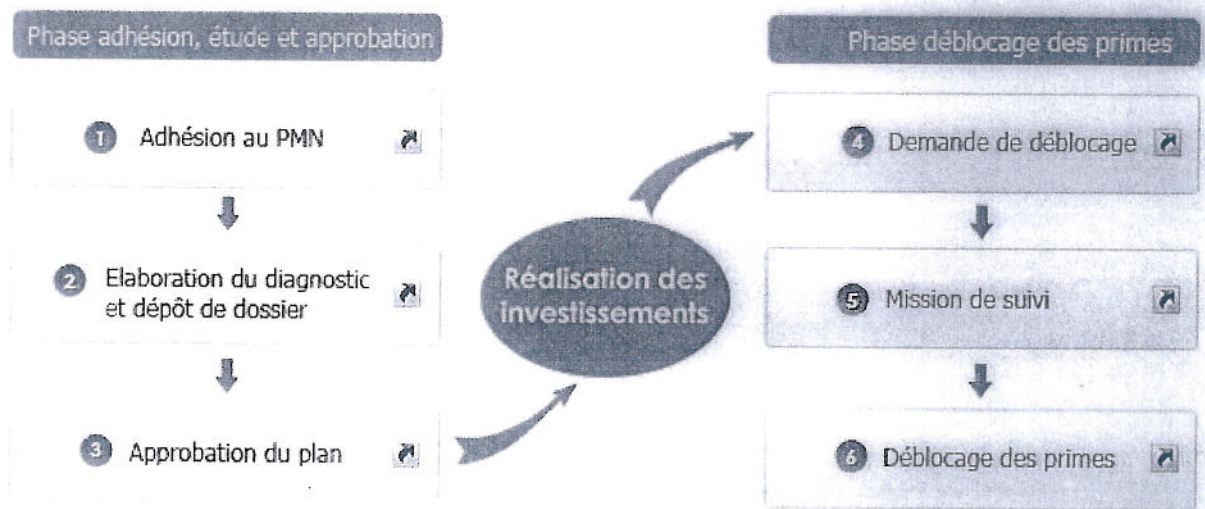 Phase adhésion, étude et approbation
1 Adhésion au PMN
2 Elaboration du diagnostic
et dépôt de dossier
3 Approbation du plan
Réalisation des
investissements
Phase déblocage des primes
4 Demande de déblocage
5 Mission de suivi
6 Déblocage des primes